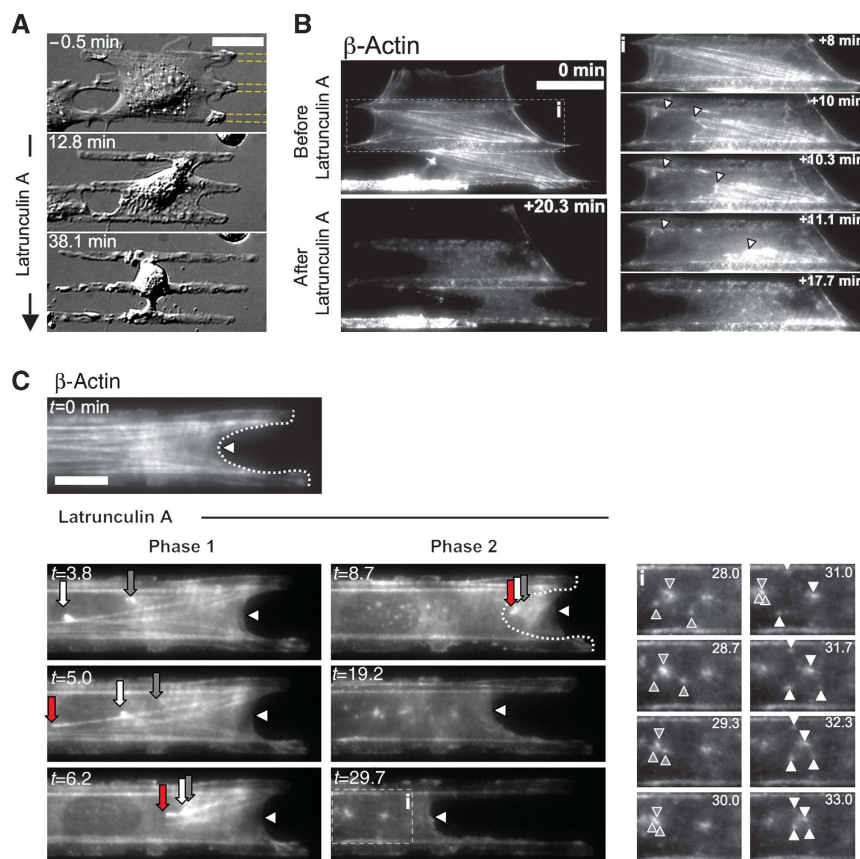 A
−0.5 min
12.8 min
38.1 min
Latrunculin A
B
β-Actin
Before
Latrunculin A
0 min
i
After
Latrunculin A
+20.3 min
i
+8 min
+10 min
+10.3 min
+11.1 min
+17.7 min
C
β-Actin
t=0 min
Latrunculin A
Phase 1
Phase 2
t=3.8
t=8.7
t=5.0
t=19.2
t=6.2
t=29.7
i
i
28.0
31.0
28.7
31.7
29.3
32.3
30.0
33.0